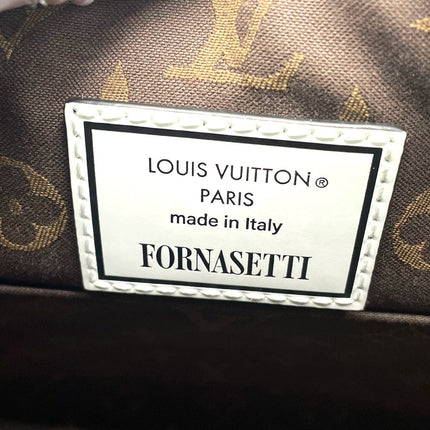 LOUIS VUITTON®
PARIS
made in Italy
FORNASETTI